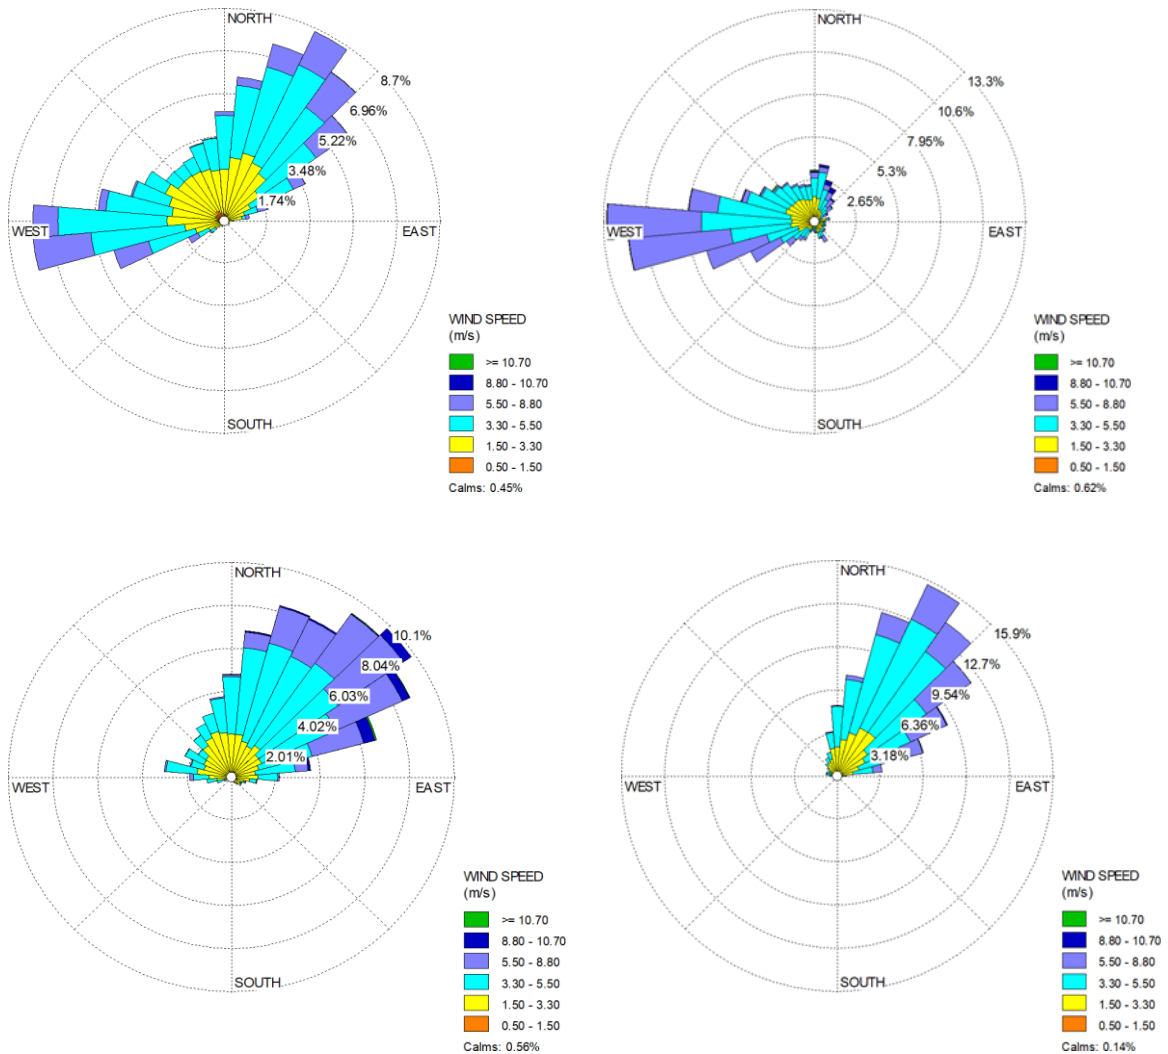 NORTH
8.7%
6.96%
5.22%
3.48%
1.74%
WEST
EAST
SOUTH
WIND SPEED
(m/s)
>= 10.70
8.80 - 10.70
5.50 - 8.80
3.30 - 5.50
1.50 - 3.30
0.50 - 1.50
Calms: 0.45%
NORTH
13.3%
10.6%
7.95%
5.3%
2.65%
WEST
EAST
SOUTH
WIND SPEED
(m/s)
>= 10.70
8.80 - 10.70
5.50 - 8.80
3.30 - 5.50
1.50 - 3.30
0.50 - 1.50
Calms: 0.62%
NORTH
10.1%
8.04%
6.03%
4.02%
2.01%
WEST
EAST
SOUTH
WIND SPEED
(m/s)
>= 10.70
8.80 - 10.70
5.50 - 8.80
3.30 - 5.50
1.50 - 3.30
0.50 - 1.50
Calms: 0.56%
NORTH
15.9%
12.7%
9.54%
6.36%
3.18%
WEST
EAST
SOUTH
WIND SPEED
(m/s)
>= 10.70
8.80 - 10.70
5.50 - 8.80
3.30 - 5.50
1.50 - 3.30
0.50 - 1.50
Calms: 0.14%